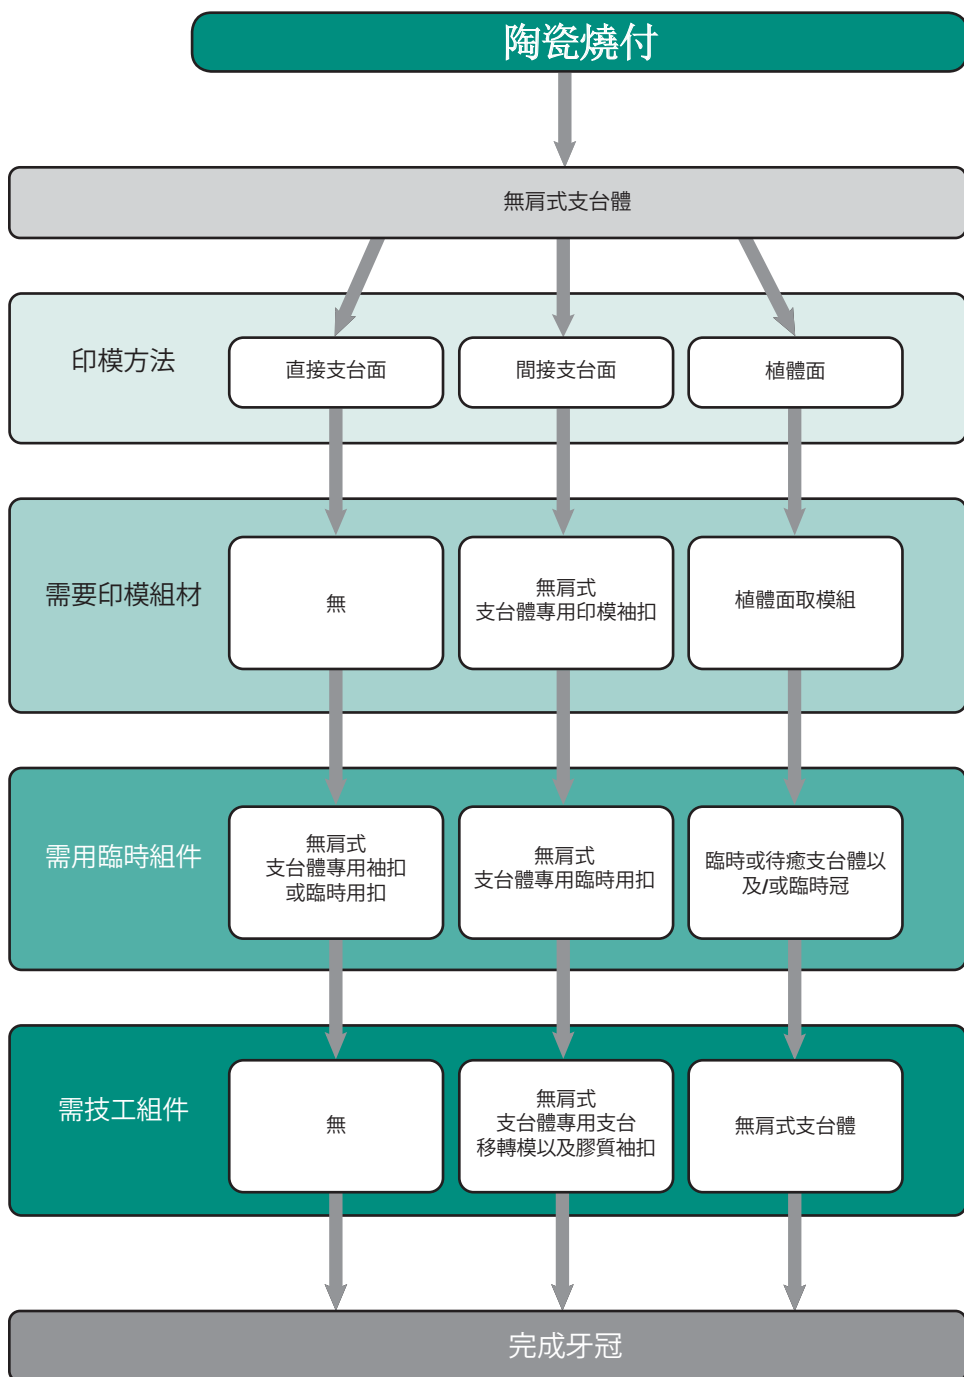 陶瓷燒付
無肩式支台體
印模方法
直接支台面
間接支台面
植體面
需要印模組材
無
無肩式
支台體專用印模袖扣
植體面取模組
需用臨時組件
無肩式
支台體專用袖扣
或臨時用扣
無肩式
支台體專用臨時用扣
臨時或待癒支台體以
及/或臨時冠
需技工組件
無
無肩式
支台體專用支台
移轉模以及膠質袖扣
無肩式支台體
完成牙冠